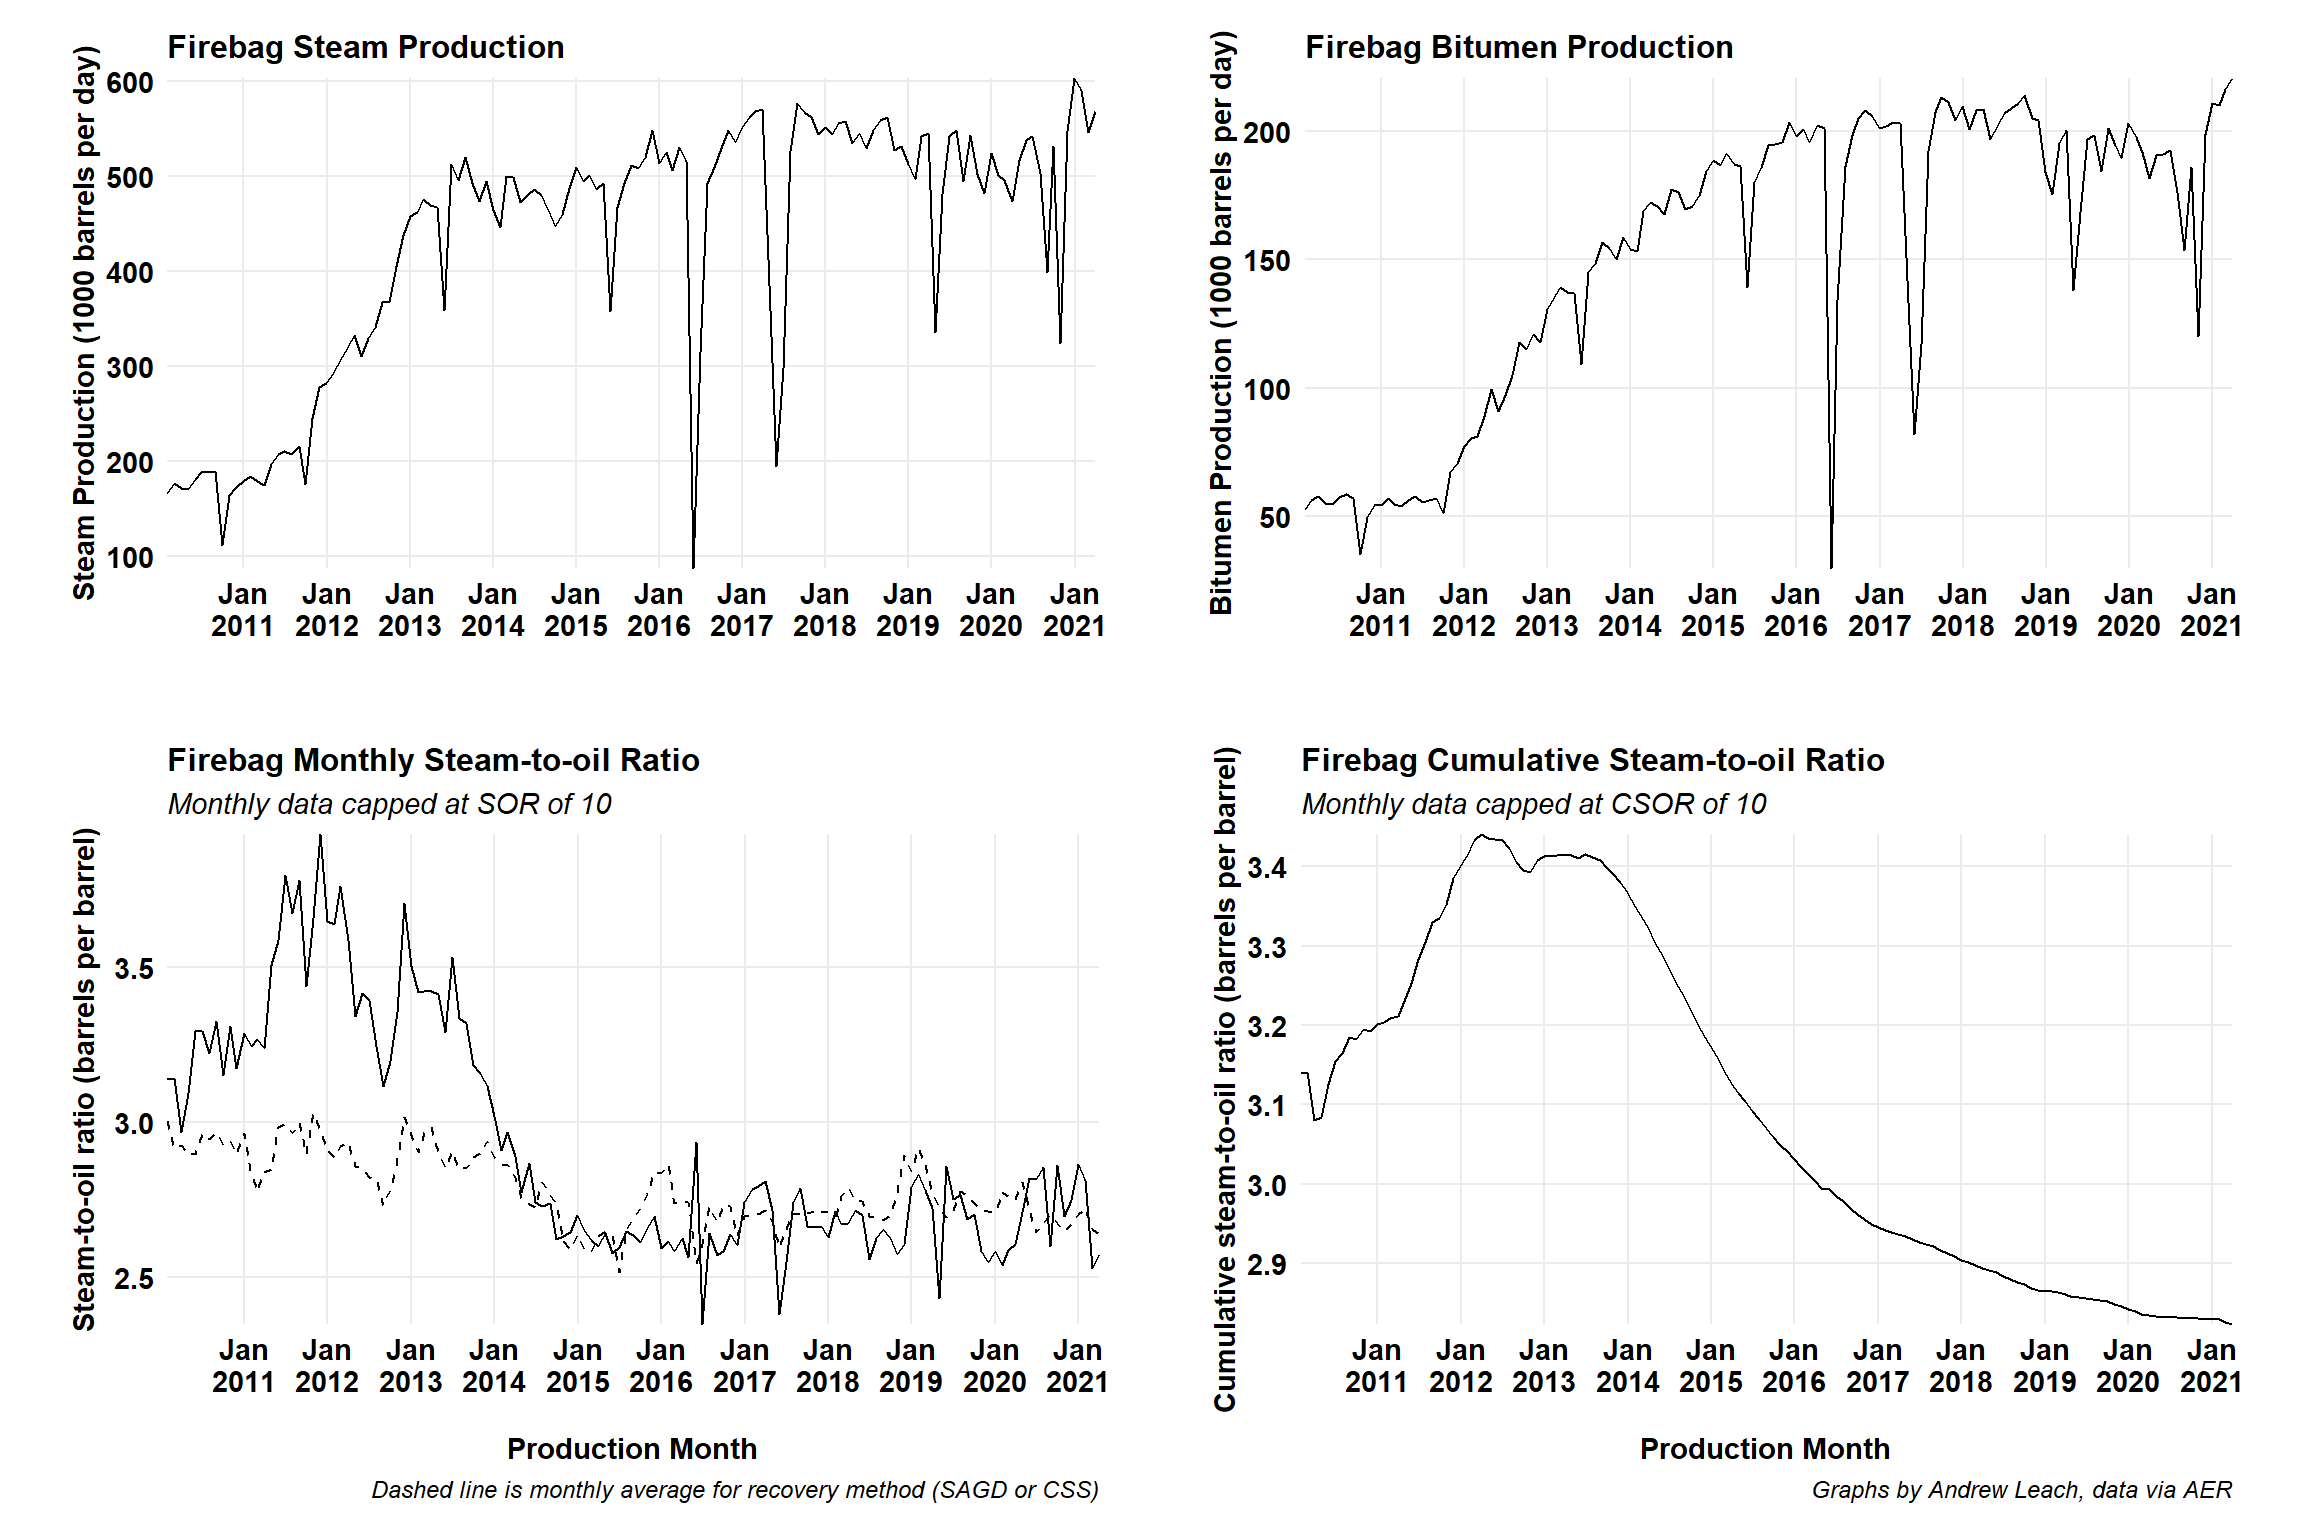 Firebag Steam Production
Steam Production (1000 barrels per day)
600
500
400
300
200
100
Jan Jan Jan Jan Jan Jan Jan Jan Jan Jan Jan
2011 2012 2013 2014 2015 2016 2017 2018 2019 2020 2021
Firebag Bitumen Production
Bitumen Production (1000 barrels per day)
200
150
100
50
Jan Jan Jan Jan Jan Jan Jan Jan Jan Jan Jan
2011 2012 2013 2014 2015 2016 2017 2018 2019 2020 2021
Firebag Monthly Steam-to-oil Ratio
Monthly data capped at SOR of 10
Steam-to-oil ratio (barrels per barrel)
3.5
3.0
2.5
Jan Jan Jan Jan Jan Jan Jan Jan Jan Jan Jan
2011 2012 2013 2014 2015 2016 2017 2018 2019 2020 2021
Production Month
Dashed line is monthly average for recovery method (SAGD or CSS)
Firebag Cumulative Steam-to-oil Ratio
Monthly data capped at CSOR of 10
Cumulative steam-to-oil ratio (barrels per barrel)
3.4
3.3
3.2
3.1
3.0
2.9
Jan Jan Jan Jan Jan Jan Jan Jan Jan Jan Jan
2011 2012 2013 2014 2015 2016 2017 2018 2019 2020 2021
Production Month
Graphs by Andrew Leach, data via AER